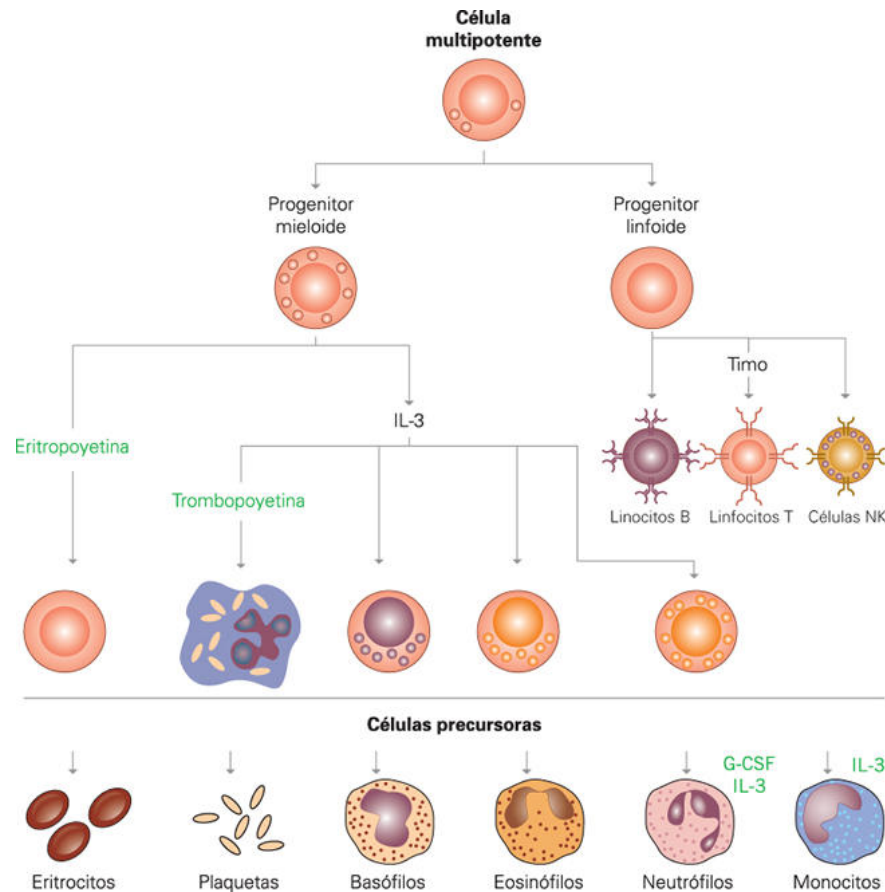 Célula
multipotente
Progenitor
mieloide
Progenitor
linfoide
Timo
IL-3
Eritropoyetina
Trombopoyetina
Linocitos B
Linfocitos T
Células NK
Células precursoras
G-CSF
IL-3
IL-3
Eritrocitos
Plaquetas
Basófilos
Eosinófilos
Neutrófilos
Monocitos